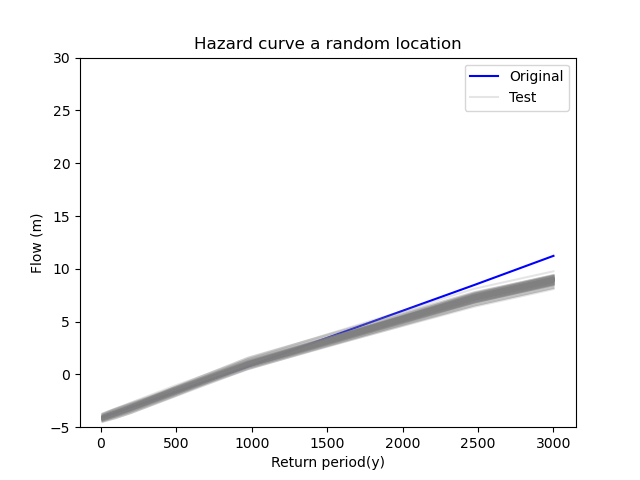 Hazard curve a random location
Original
Test
30
25
20
15
10
5
0
−5
Flow (m)
0 500 1000 1500 2000 2500 3000
Return period(y)